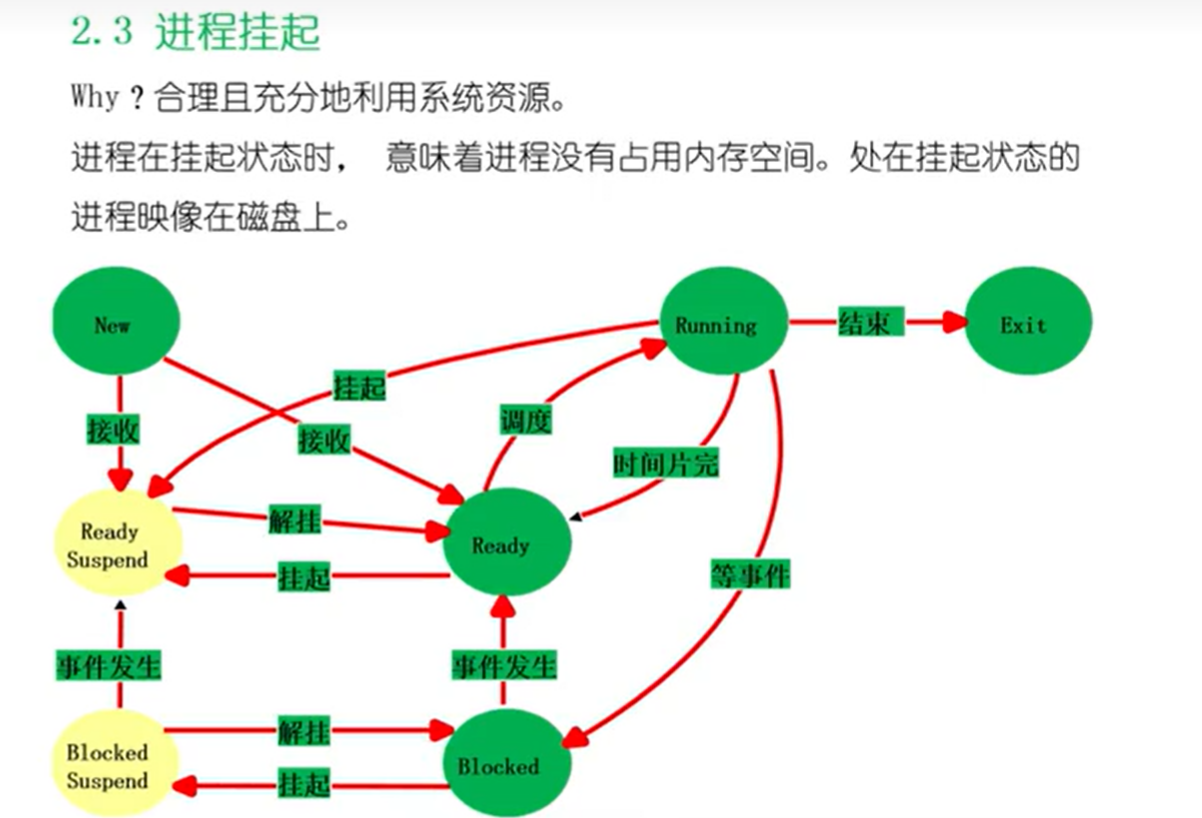 2.3 进程挂起
Why？合理且充分地利用系统资源。
进程在挂起状态时， 意味着进程没有占用内存空间。处在挂起状态的
进程映像在磁盘上。
New
Running
结束
Exit
挂起
接收
接收
调度
时间片完
Ready
Suspend
解挂
Ready
挂起
等事件
事件发生
事件发生
Blocked
Suspend
解挂
Blocked
挂起